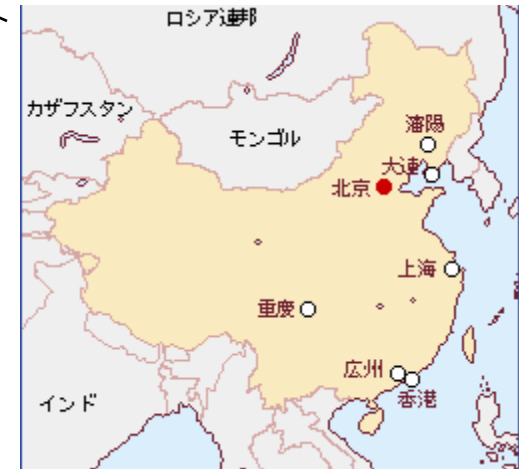 ト
ロシア連邦
カザフスタン
モンゴル
瀋陽
大連
北京
上海
重慶
広州
香港
インド